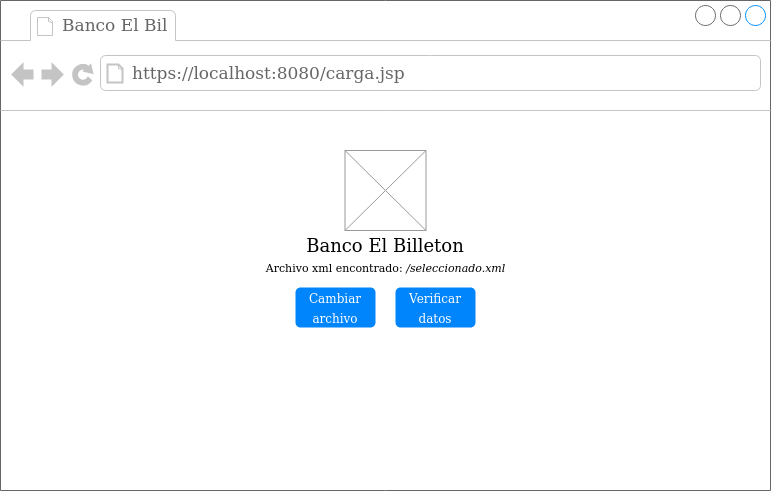 Banco El Bil
https://localhost:8080/carga.jsp
Banco El Billeton
Archivo xml encontrado: /seleccionado.xml
Cambiar
archivo
Verificar
datos